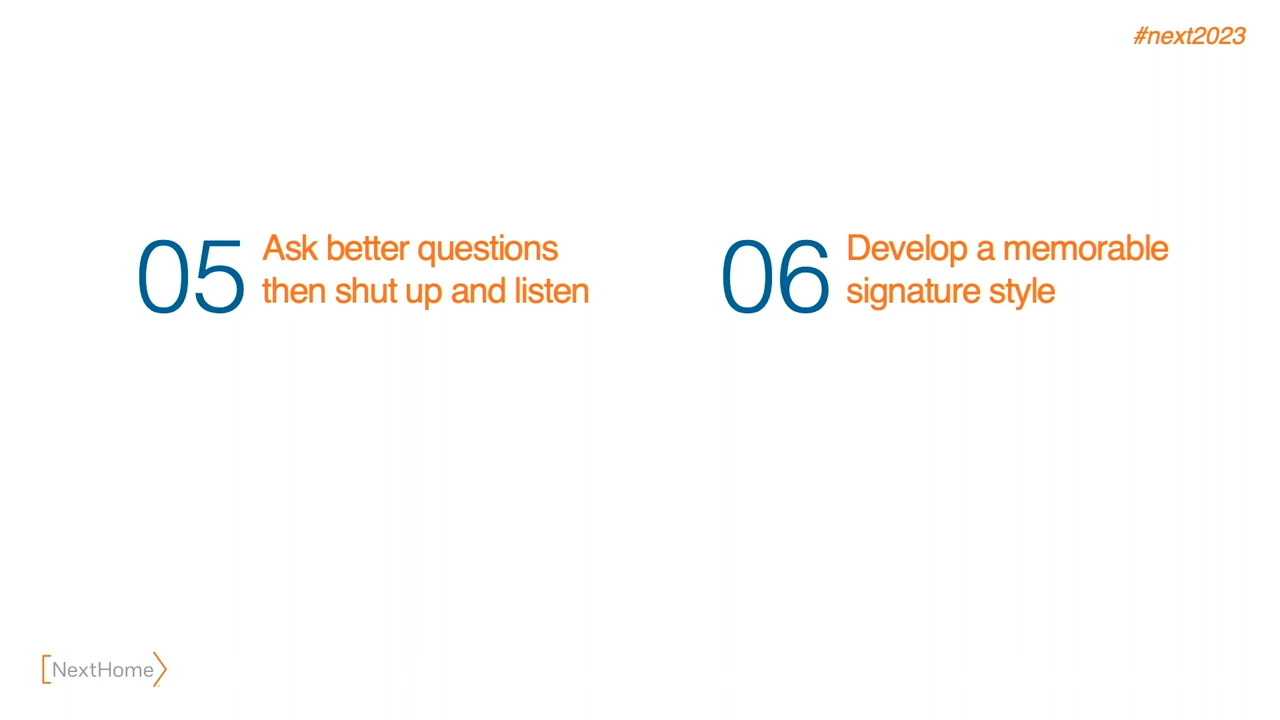 #next2023
05
Ask better questions
then shut up and listen
06
Develop a memorable
signature style
NextHome